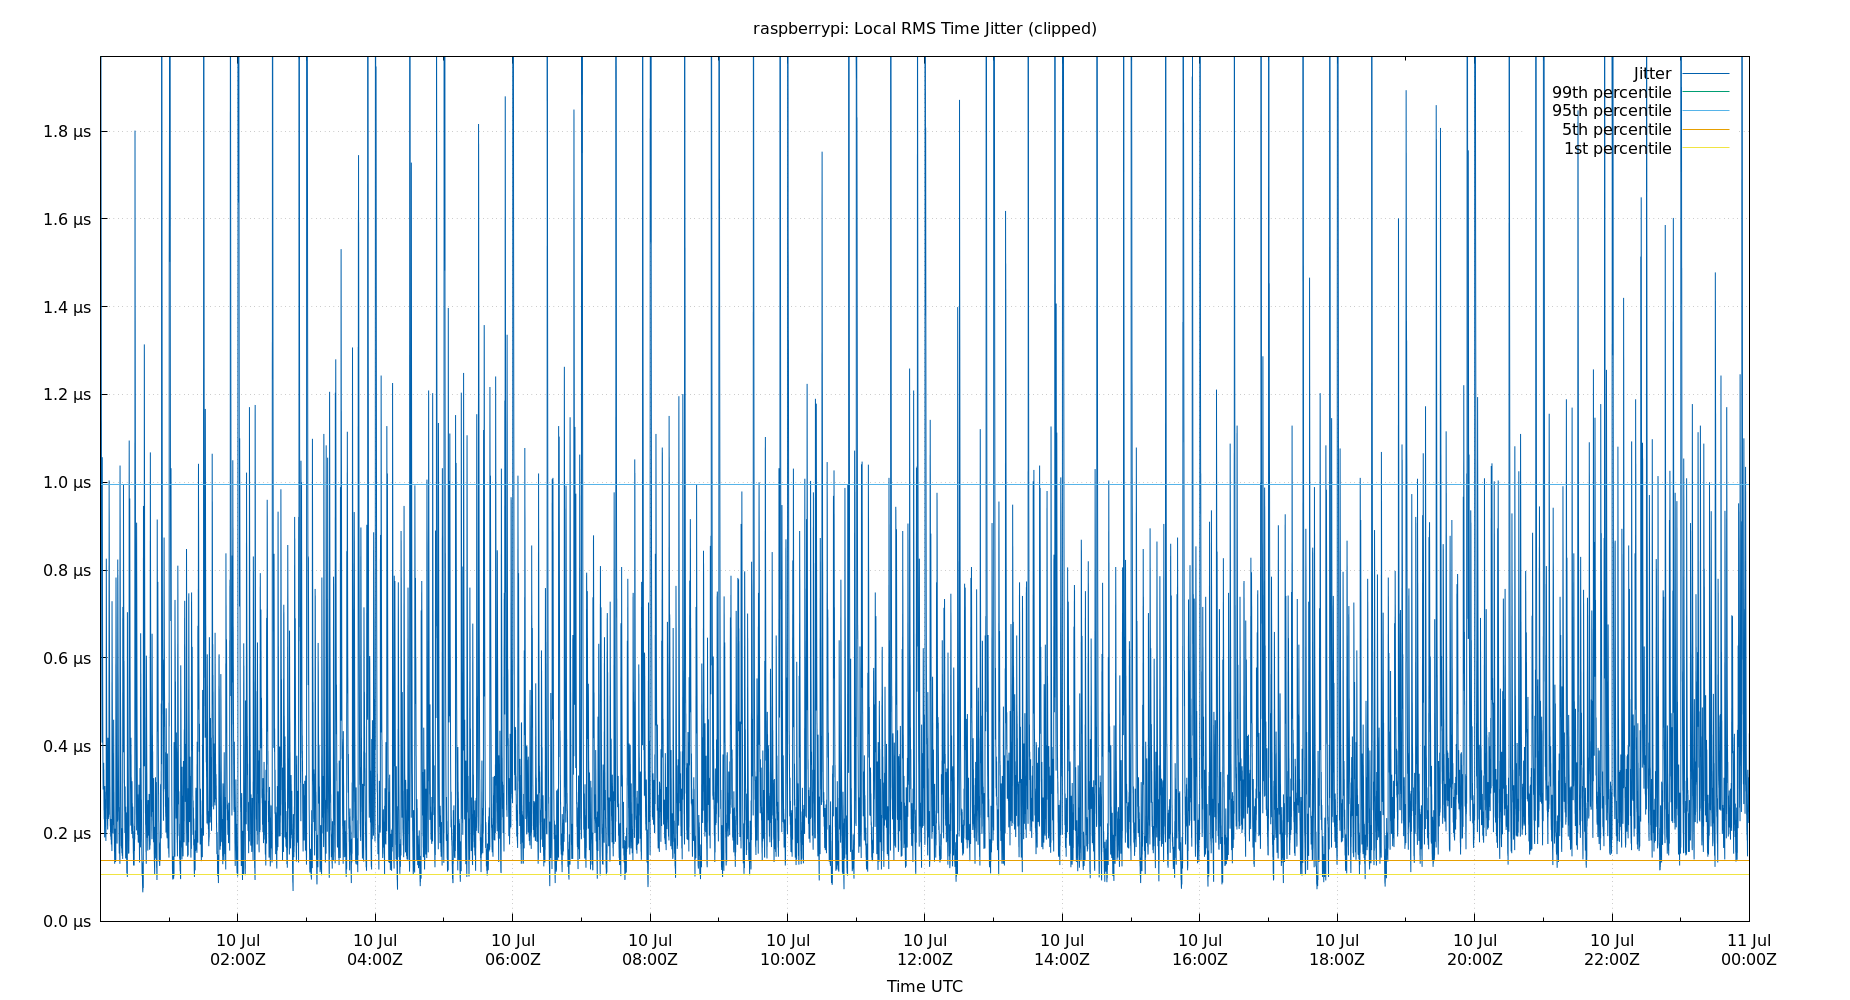 raspberrypi: Local RMS Time Jitter (clipped)
Jitter
99th percentile
95th percentile
5th percentile
1st percentile
1.8 µs
1.6 µs
1.4 µs
1.2 µs
1.0 µs
0.8 µs
0.6 µs
0.4 µs
0.2 µs
0.0 µs
10 Jul 10 Jul 10 Jul 10 Jul 10 Jul 10 Jul 10 Jul 10 Jul 10 Jul 10 Jul 10 Jul 11 Jul
02:00Z 04:00Z 06:00Z 08:00Z 10:00Z 12:00Z 14:00Z 16:00Z 18:00Z 20:00Z 22:00Z 00:00Z
Time UTC